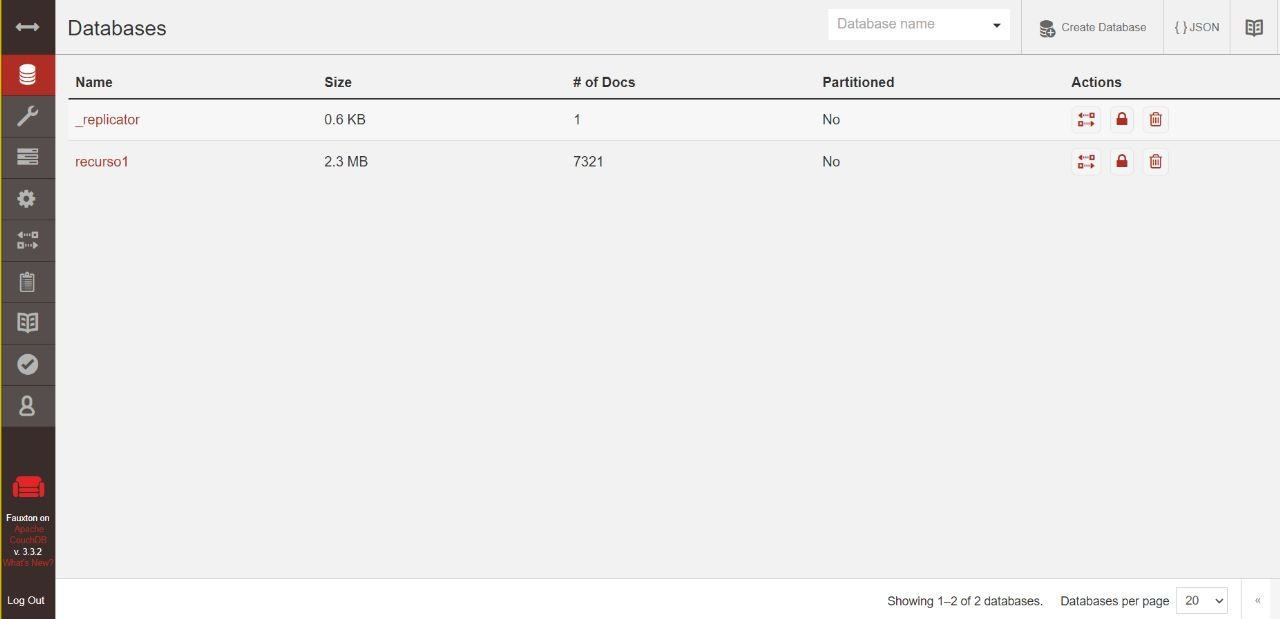 Databases
Database name
Create Database
{ } JSON
Name Size # of Docs Partitioned Actions
_replicator 0.6 KB 1 No
recurso1 2.3 MB 7321 No
Fauxton on
Apache
CouchDB
v. 3.3.2
What's New?
Log Out
Showing 1–2 of 2 databases. Databases per page 20 «